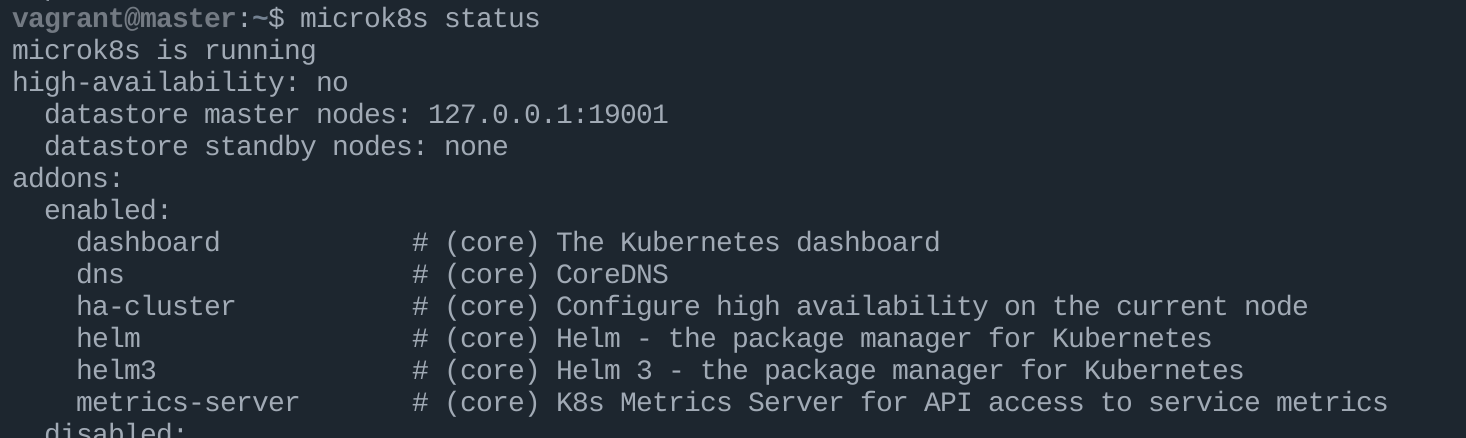 vagrant@master:~$ microk8s status
microk8s is running
high-availability: no
  datastore master nodes: 127.0.0.1:19001
  datastore standby nodes: none
addons:
  enabled:
    dashboard            # (core) The Kubernetes dashboard
    dns                  # (core) CoreDNS
    ha-cluster           # (core) Configure high availability on the current node
    helm                 # (core) Helm - the package manager for Kubernetes
    helm3                # (core) Helm 3 - the package manager for Kubernetes
    metrics-server       # (core) K8s Metrics Server for API access to service metrics
  disabled: